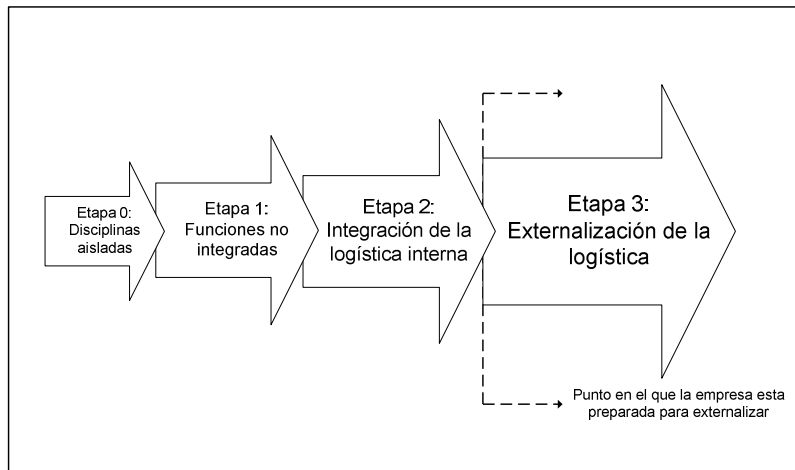 Etapa 0:
Disciplinas
aisladas
Etapa 1:
Funciones no
integradas
Etapa 2:
Integración de la
logística interna
Etapa 3:
Externalización de la
logística
Punto en el que la empresa esta
preparada para externalizar